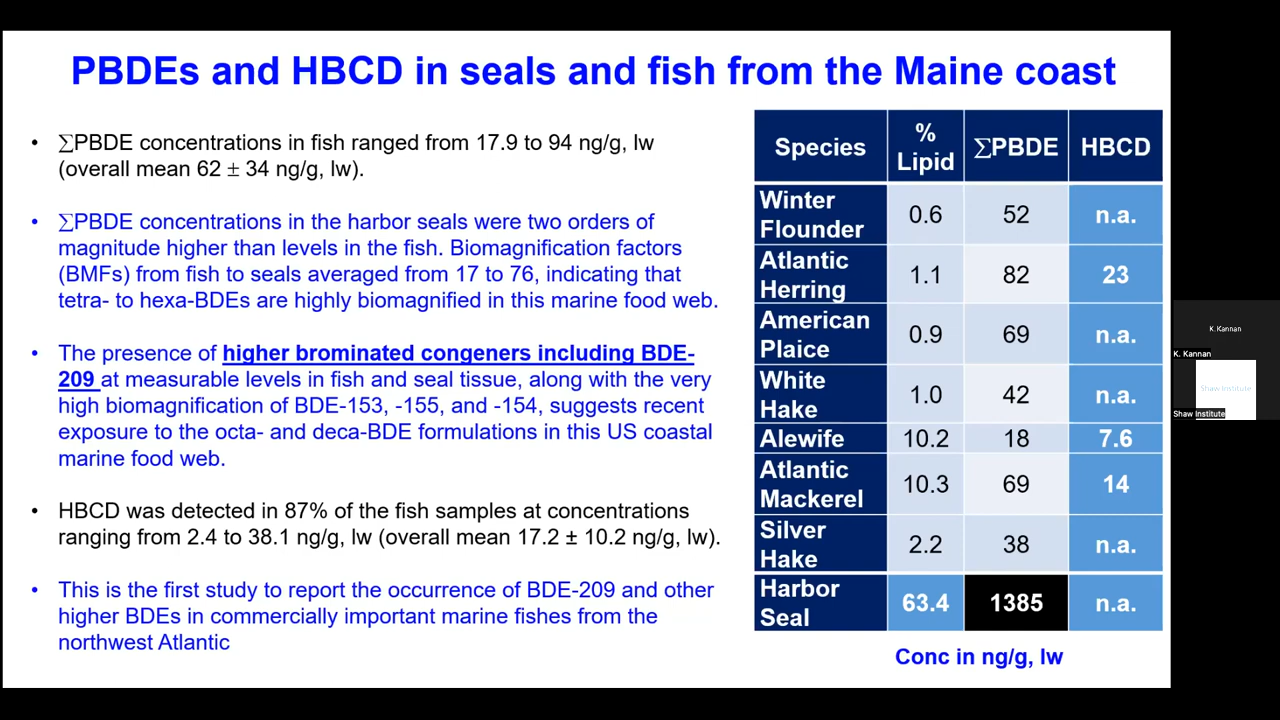 PBDEs and HBCD in seals and fish from the Maine coast
• ∑PBDE concentrations in fish ranged from 17.9 to 94 ng/g, lw
(overall mean 62 ± 34 ng/g, lw).
• ∑PBDE concentrations in the harbor seals were two orders of
magnitude higher than levels in the fish. Biomagnification factors
(BMFs) from fish to seals averaged from 17 to 76, indicating that
tetra- to hexa-BDEs are highly biomagnified in this marine food web.
• The presence of higher brominated congeners including BDE-
209 at measurable levels in fish and seal tissue, along with the very
high biomagnification of BDE-153, -155, and -154, suggests recent
exposure to the octa- and deca-BDE formulations in this US coastal
marine food web.
• HBCD was detected in 87% of the fish samples at concentrations
ranging from 2.4 to 38.1 ng/g, lw (overall mean 17.2 ± 10.2 ng/g, lw).
• This is the first study to report the occurrence of BDE-209 and other
higher BDEs in commercially important marine fishes from the
northwest Atlantic
Species % Lipid ∑PBDE HBCD
Winter Flounder 0.6 52 n.a.
Atlantic Herring 1.1 82 23
American Plaice 0.9 69 n.a.
White Hake 1.0 42 n.a.
Alewife 10.2 18 7.6
Atlantic Mackerel 10.3 69 14
Silver Hake 2.2 38 n.a.
Harbor Seal 63.4 1385 n.a.
Conc in ng/g, lw
K. Kannan
K. Kannan
Shaw Institute
Shaw Institute